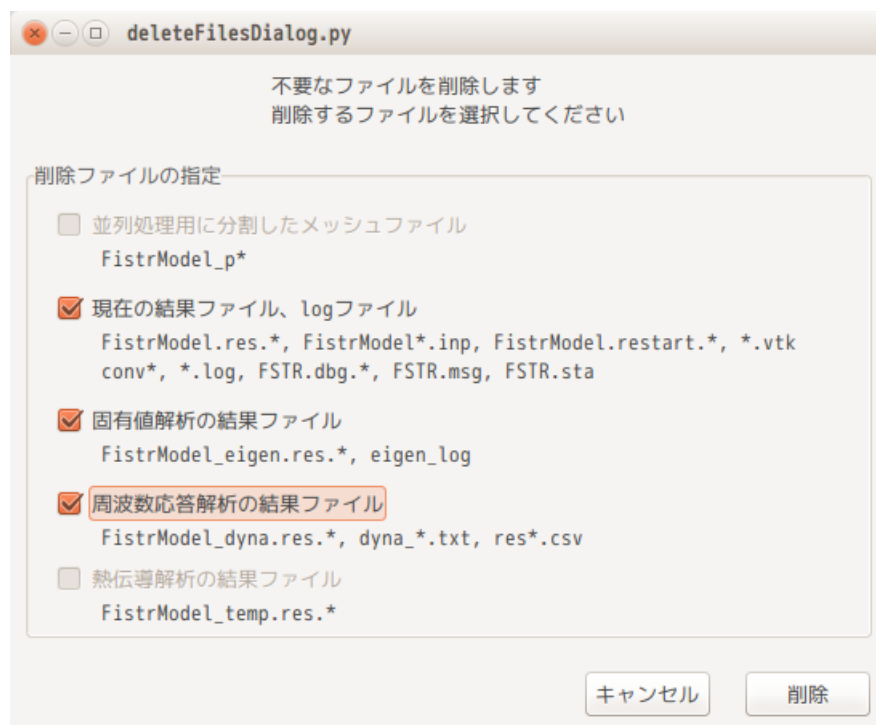 deleteFilesDialog.py
不要なファイルを削除します
削除するファイルを選択してください
削除ファイルの指定
並列処理用に分割したメッシュファイル
FistrModel_p*
現在の結果ファイル、logファイル
FistrModel.res.*, FistrModel*.inp, FistrModel.restart.*, *.vtk
conv*, *.log, FSTR.dbg.*, FSTR.msg, FSTR.sta
固有値解析の結果ファイル
FistrModel_eigen.res.*, eigen_log
周波数応答解析の結果ファイル
FistrModel_dyna.res.*, dyna_*.txt, res*.csv
熱伝導解析の結果ファイル
FistrModel_temp.res.*
キャンセル
削除